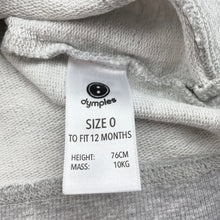 dymples
SIZE 0
TO FIT 12 MONTHS
HEIGHT: 76CM
MASS: 10KG